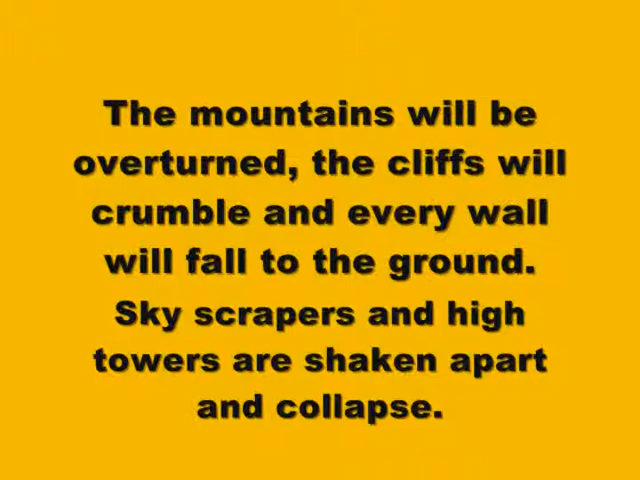 The mountains will be
overturned, the cliffs will
crumble and every wall
will fall to the ground.
Sky scrapers and high
towers are shaken apart
and collapse.